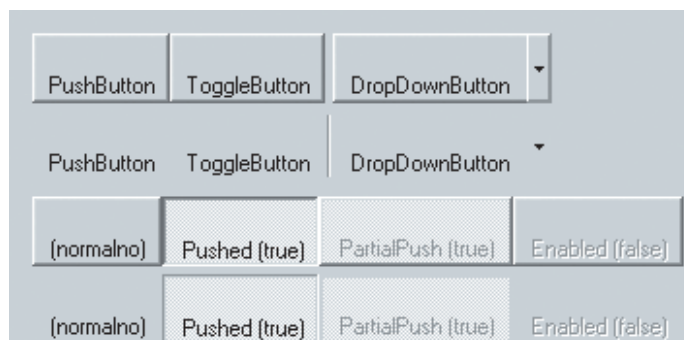 PushButton ToggleButton DropDownButton
PushButton ToggleButton DropDownButton
(normalno) Pushed (true) PartialPush (true) Enabled (false)
(normalno) Pushed (true) PartialPush (true) Enabled (false)